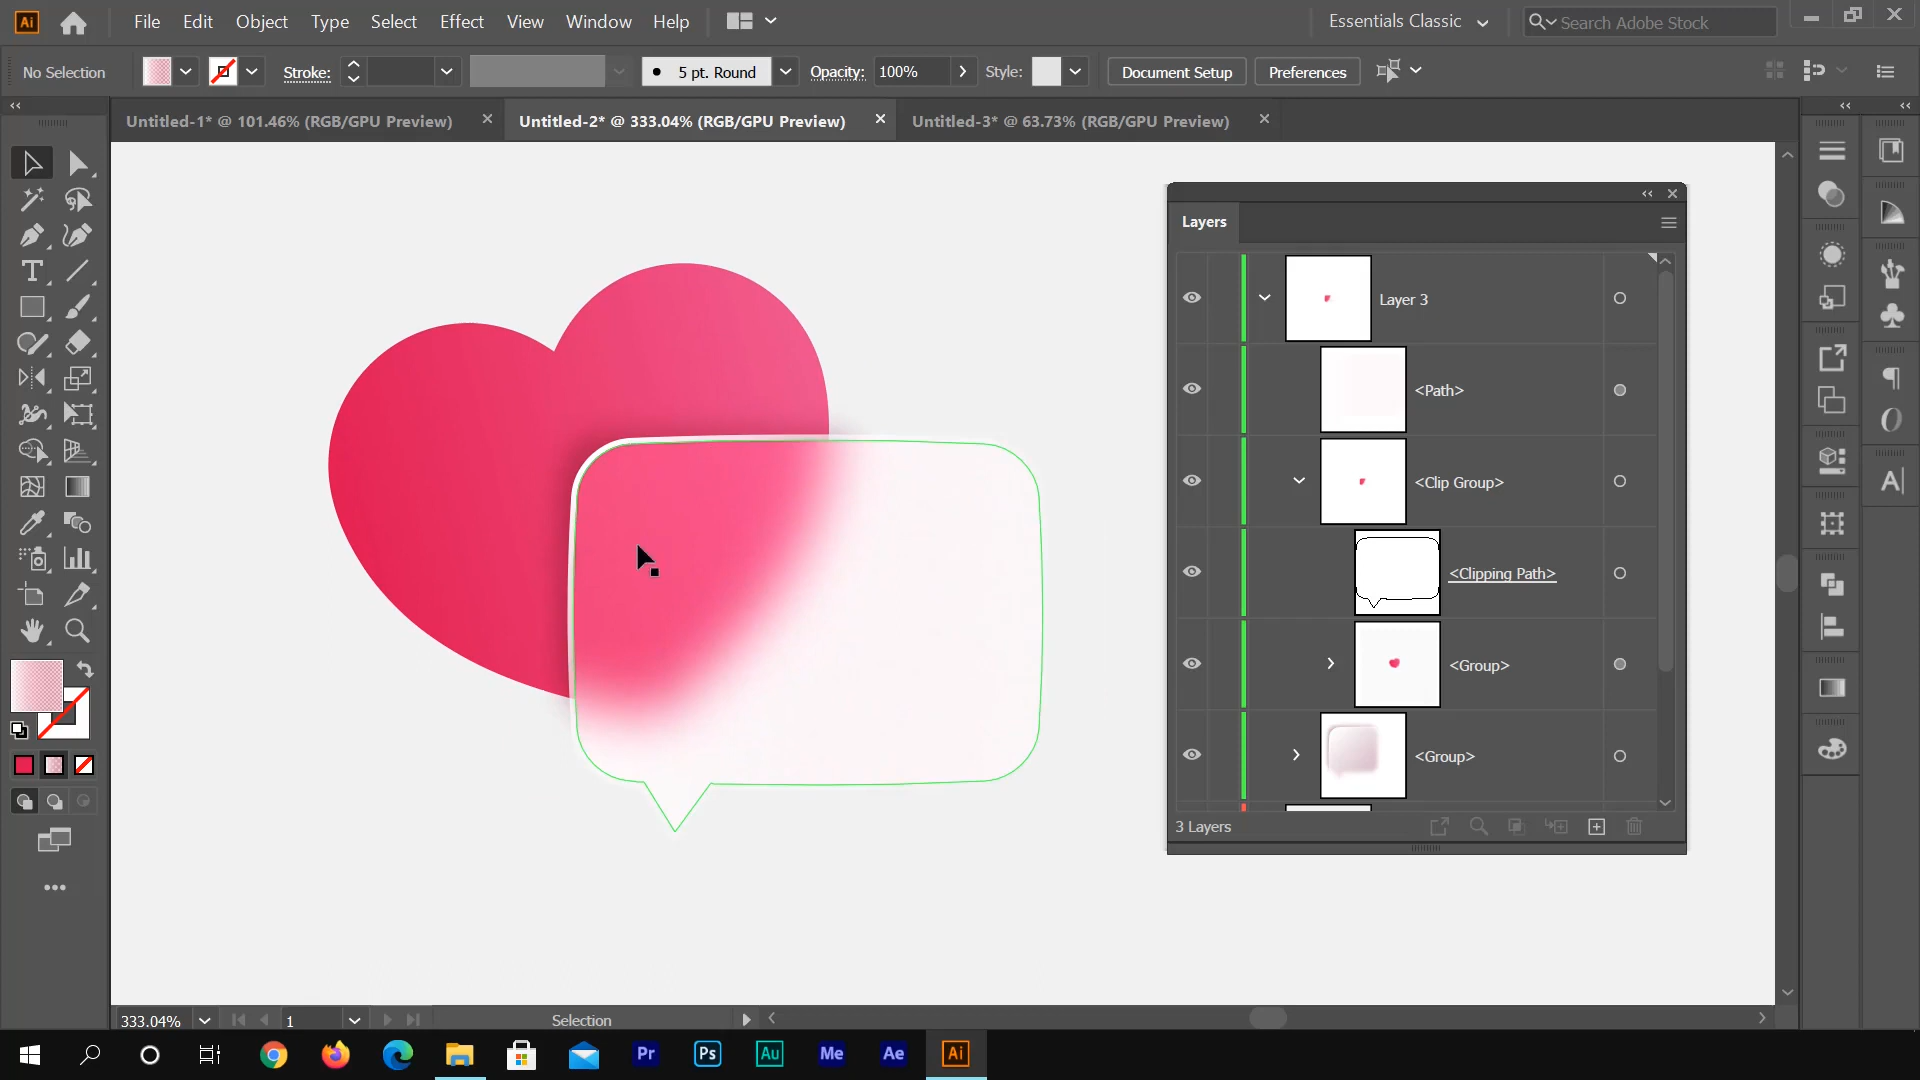 Ai
File
Edit
Object
Type
Select
Effect
View
Window
Help
Essentials Classic
Search Adobe Stock
No Selection
Stroke:
5 pt. Round
Opacity:
100%
Style:
Document Setup
Preferences
Untitled-1* @ 101.46% (RGB/GPU Preview)
Untitled-2* @ 333.04% (RGB/GPU Preview)
Untitled-3* @ 63.73% (RGB/GPU Preview)
Layers
Layer 3
<Path>
<Clip Group>
<Clipping Path>
<Group>
<Group>
3 Layers
333.04%
1
Selection
Pr
Ps
Au
Me
Ae
Ai